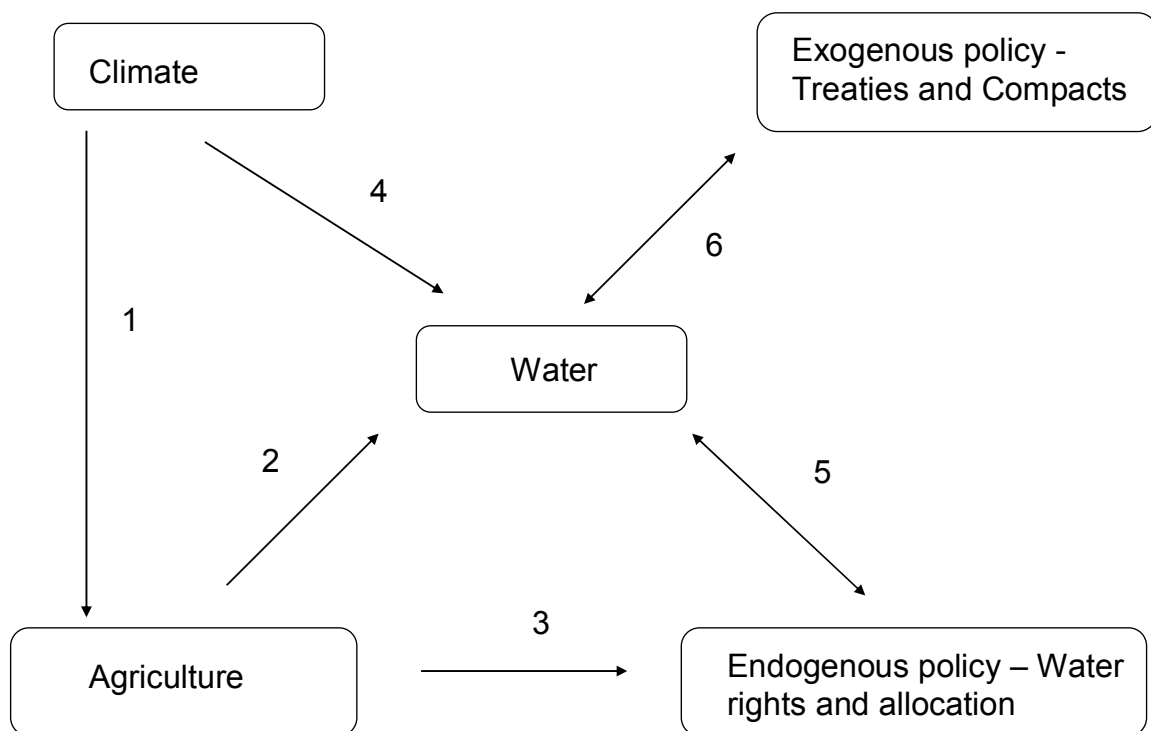 Climate
Exogenous policy -
Treaties and Compacts
4
6
1
Water
2
5
3
Agriculture
Endogenous policy – Water
rights and allocation